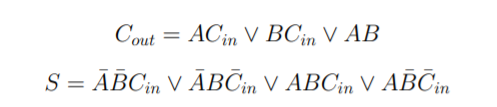 C_{out} = AC_{in} ∨ BC_{in} ∨ AB
S = ĀB̄C_{in} ∨ ĀBC̄_{in} ∨ ABC_{in} ∨ AB̄C̄_{in}